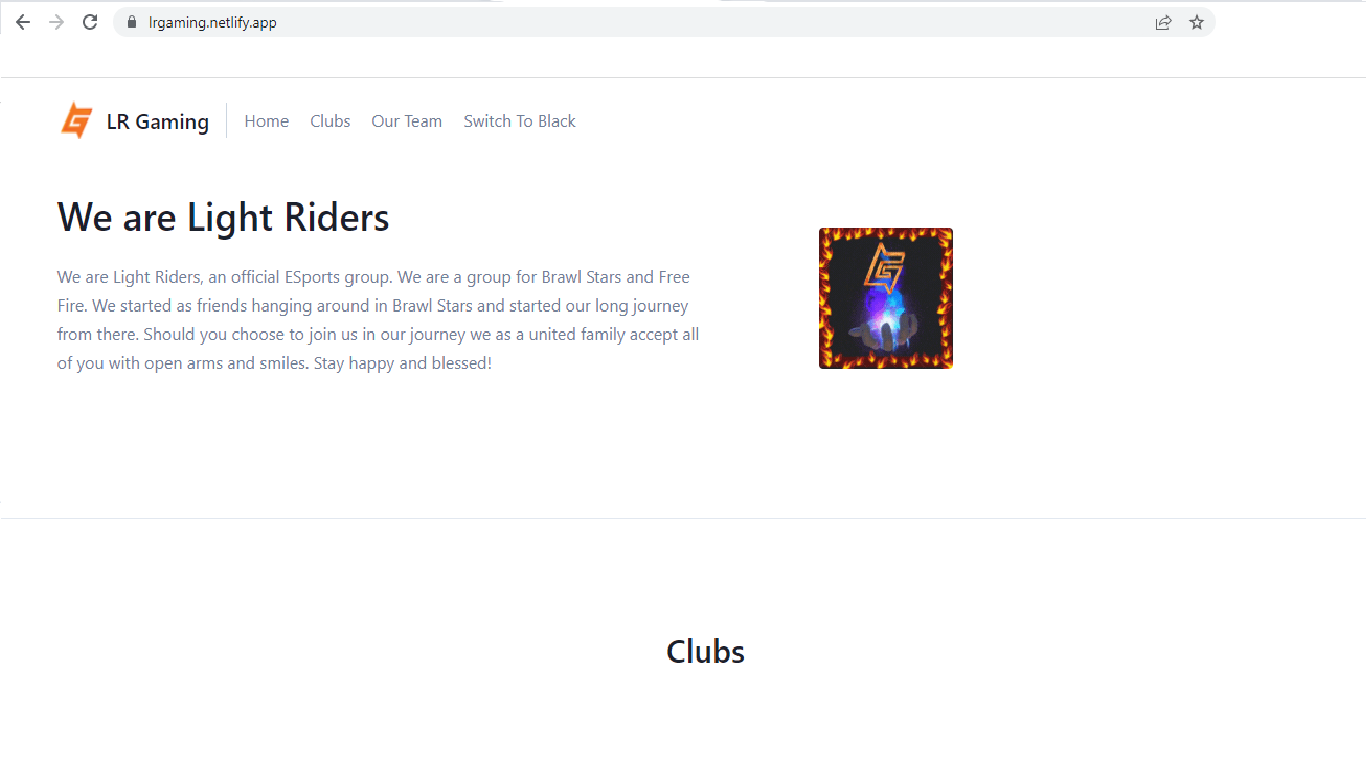 lrgaming.netlify.app
LR Gaming
Home Clubs Our Team Switch To Black
We are Light Riders
We are Light Riders, an official ESports group. We are a group for Brawl Stars and Free
Fire. We started as friends hanging around in Brawl Stars and started our long journey
from there. Should you choose to join us in our journey we as a united family accept all
of you with open arms and smiles. Stay happy and blessed!
Clubs